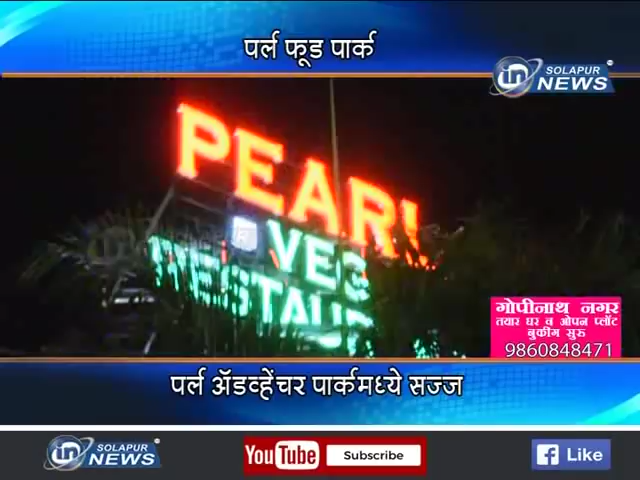 पर्ल फूड पार्क
in SOLAPUR NEWS
PEARL
VEG
RESTAU
गोपीनाथ नगर
तयार घर व ओपन प्लॉट
बुकींग सुरु
9860848471
पर्ल ॲडव्हेंचर पार्कमध्ये सज्ज
in SOLAPUR NEWS
YouTube Subscribe
Like